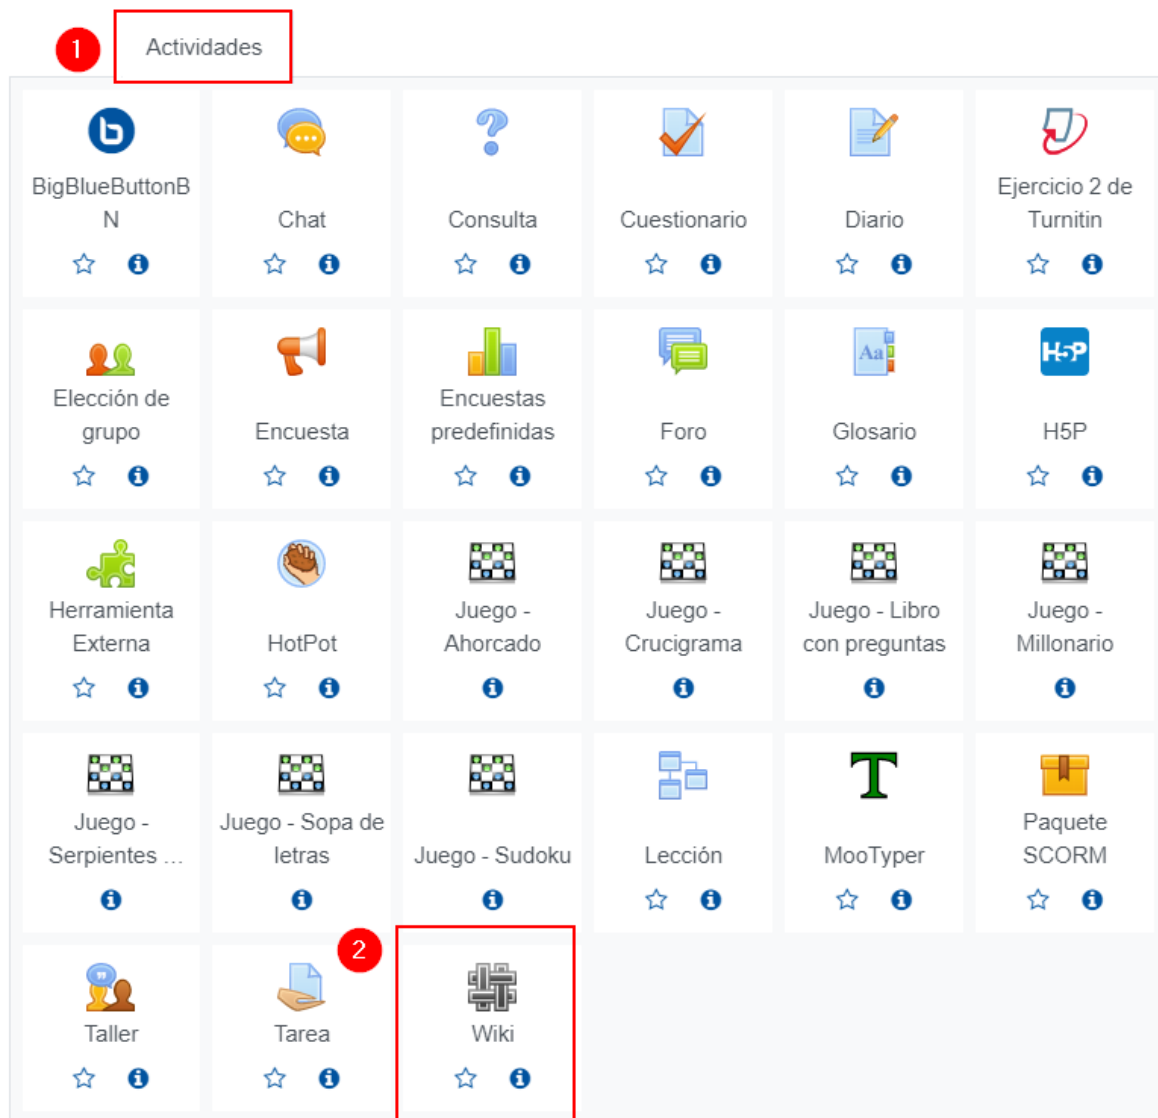 1
Actividades
BigBlueButtonB
N
Chat
Consulta
Cuestionario
Diario
Ejercicio 2 de
Turnitin
Elección de
grupo
Encuesta
Encuestas
predefinidas
Foro
Aa
Glosario
H5P
H5P
Herramienta
Externa
HotPot
Juego -
Ahorcado
Juego -
Crucigrama
Juego - Libro
con preguntas
Juego -
Millonario
Juego -
Serpientes ...
Juego - Sopa de
letras
Juego - Sudoku
Lección
T
MooTyper
Paquete
SCORM
Taller
Tarea
2
Wiki